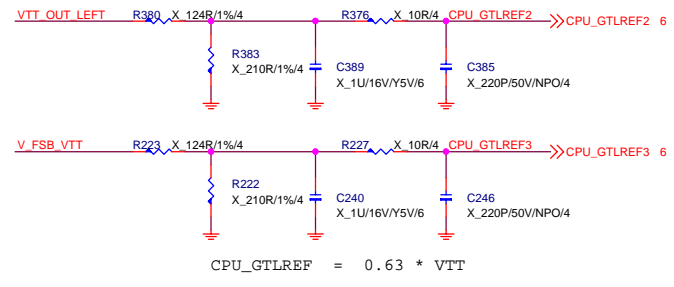 VTT_OUT_LEFT R380 X_124R/1%/4 R376 X_10R/4 CPU_GTLREF2 CPU_GTLREF2 6
R383 C389 C385
X_210R/1%/4 X_1U/16V/Y5V/6 X_220P/50V/NPO/4
V_FSB_VTT R223 X_124R/1%/4 R227 X_10R/4 CPU_GTLREF3 CPU_GTLREF3 6
R222 C240 C246
X_210R/1%/4 X_1U/16V/Y5V/6 X_220P/50V/NPO/4
CPU_GTLREF = 0.63 * VTT